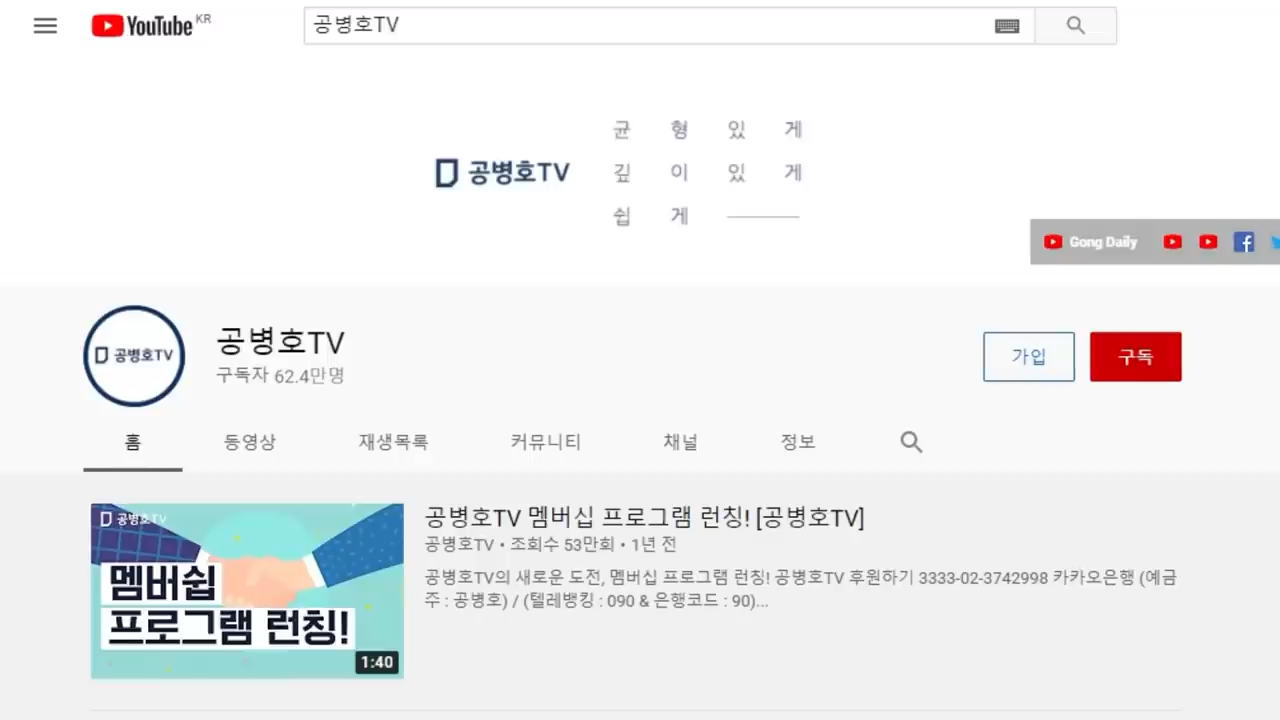 YouTube KR
공병호TV
균 형 있 게
공병호TV
깊 이 있 게
쉽 게
Gong Daily
공병호TV
공병호TV
구독자 62.4만명
가입
구독
홈
동영상
재생목록
커뮤니티
채널
정보
공병호TV
멤버쉽
프로그램 런칭!
1:40
공병호TV 멤버십 프로그램 런칭! [공병호TV]
공병호TV • 조회수 53만회 • 1년 전
공병호TV의 새로운 도전, 멤버십 프로그램 런칭! 공병호TV 후원하기 3333-02-3742998 카카오은행 (예금
주 : 공병호) / (텔레뱅킹 : 090 & 은행코드 : 90)...